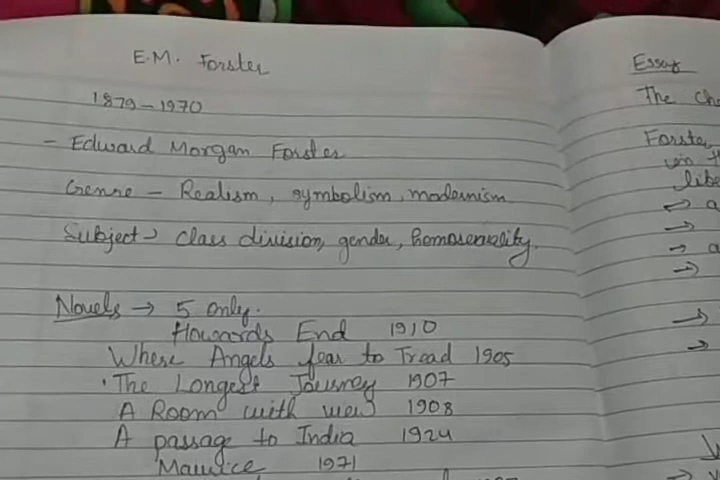 E.M. Forster
1879-1970
- Edward Morgan Forster
Genre - Realism, symbolism, modernism
Subject → Class division, gender, homosexuality.
Novels → 5 only.
Howards End 1910
Where Angels fear to Tread 1905
The Longest Journey 1907
A Room with view 1908
A passage to India 1924
Maurice 1971
Essay
The
Forster